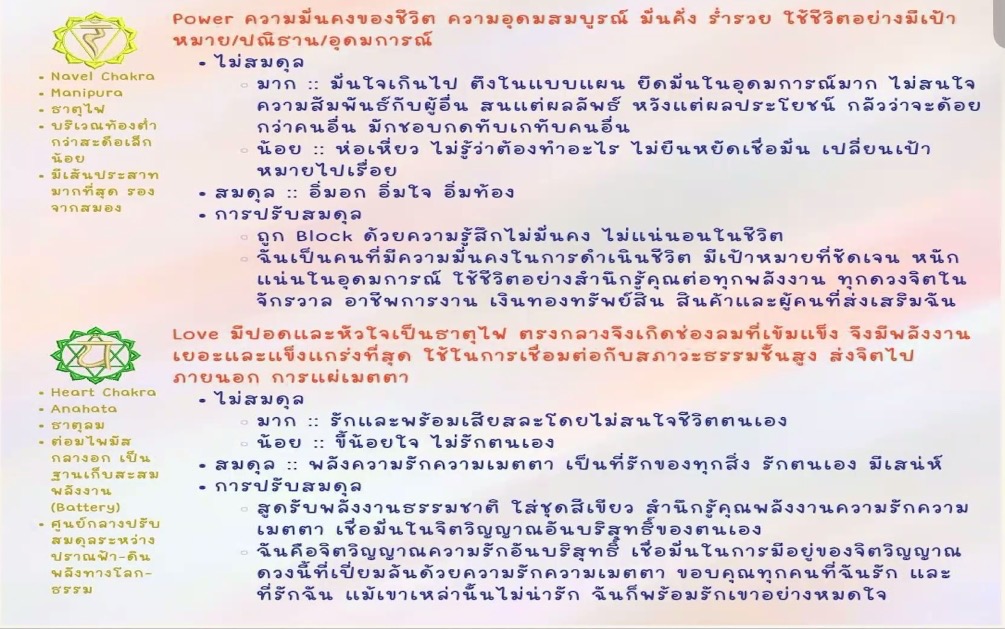 Power ความมั่นคงของชีวิต ความอุดมสมบูรณ์ มั่นคั่ง ร่ำรวย ใช้ชีวิตอย่างมีเป้า
หมาย/ปณิธาน/อุดมการณ์
• Navel Chakra
• Manipura
• ธาตุไฟ
• บริเวณท้องต่ำ
กว่าสะดือเล็ก
น้อย
• มีเส้นประสาท
มากที่สุด รอง
จากสมอง
• ไม่สมดุล
○ มาก :: มั่นใจเกินไป ตึงในแบบแผน ยึดมั่นในอุดมการณ์มาก ไม่สนใจ
ความสัมพันธ์กับผู้อื่น สนแต่ผลลัพธ์ หวังแต่ผลประโยชน์ กลัวว่าจะด้อย
กว่าคนอื่น มักชอบกดทับเกทับคนอื่น
○ น้อย :: ห่อเหี่ยว ไม่รู้ว่าต้องทำอะไร ไม่ยืนหยัดเชื่อมั่น เปลี่ยนเป้า
หมายไปเรื่อย
• สมดุล :: อิ่มอก อิ่มใจ อิ่มท้อง
• การปรับสมดุล
○ ถูก Block ด้วยความรู้สึกไม่มั่นคง ไม่แน่นอนในชีวิต
○ ฉันเป็นคนที่มีความมั่นคงในการดำเนินชีวิต มีเป้าหมายที่ชัดเจน หนัก
แน่นในอุดมการณ์ ใช้ชีวิตอย่างสำนึกรู้คุณต่อทุกพลังงาน ทุกดวงจิตใน
จักรวาล อาชีพการงาน เงินทองทรัพย์สิน สินค้าและผู้คนที่ส่งเสริมฉัน
Love มีปอดและหัวใจเป็นธาตุไฟ ตรงกลางจึงเกิดช่องลมที่เข้มแข็ง จึงมีพลังงาน
เยอะและแข็งแกร่งที่สุด ใช้ในการเชื่อมต่อกับสภาวะธรรมชั้นสูง ส่งจิตไป
ภายนอก การแผ่เมตตา
• Heart Chakra
• Anahata
• ธาตุลม
• ต่อมไพมัส
กลางอก เป็น
ฐานเก็บสะสม
พลังงาน
(Battery)
• ศูนย์กลางปรับ
สมดุลระหว่าง
ปราณฟ้า-ดิน
พลังทางโลก-
ธรรม
• ไม่สมดุล
○ มาก :: รักและพร้อมเสียสละโดยไม่สนใจชีวิตตนเอง
○ น้อย :: ขี้น้อยใจ ไม่รักตนเอง
• สมดุล :: พลังความรักความเมตตา เป็นที่รักของทุกสิ่ง รักตนเอง มีเสน่ห์
• การปรับสมดุล
○ สูดรับพลังงานธรรมชาติ ใส่ชุดสีเขียว สำนึกรู้คุณพลังงานความรักความ
เมตตา เชื่อมั่นในจิตวิญญาณอันบริสุทธิ์ของตนเอง
○ ฉันคือจิตวิญญาณความรักอันบริสุทธิ์ เชื่อมั่นในการมีอยู่ของจิตวิญญาณ
ดวงนี้ที่เปี่ยมล้นด้วยความรักความเมตตา ขอบคุณทุกคนที่ฉันรัก และ
ที่รักฉัน แม้เขาเหล่านั้นไม่น่ารัก ฉันก็พร้อมรักเขาอย่างหมดใจ